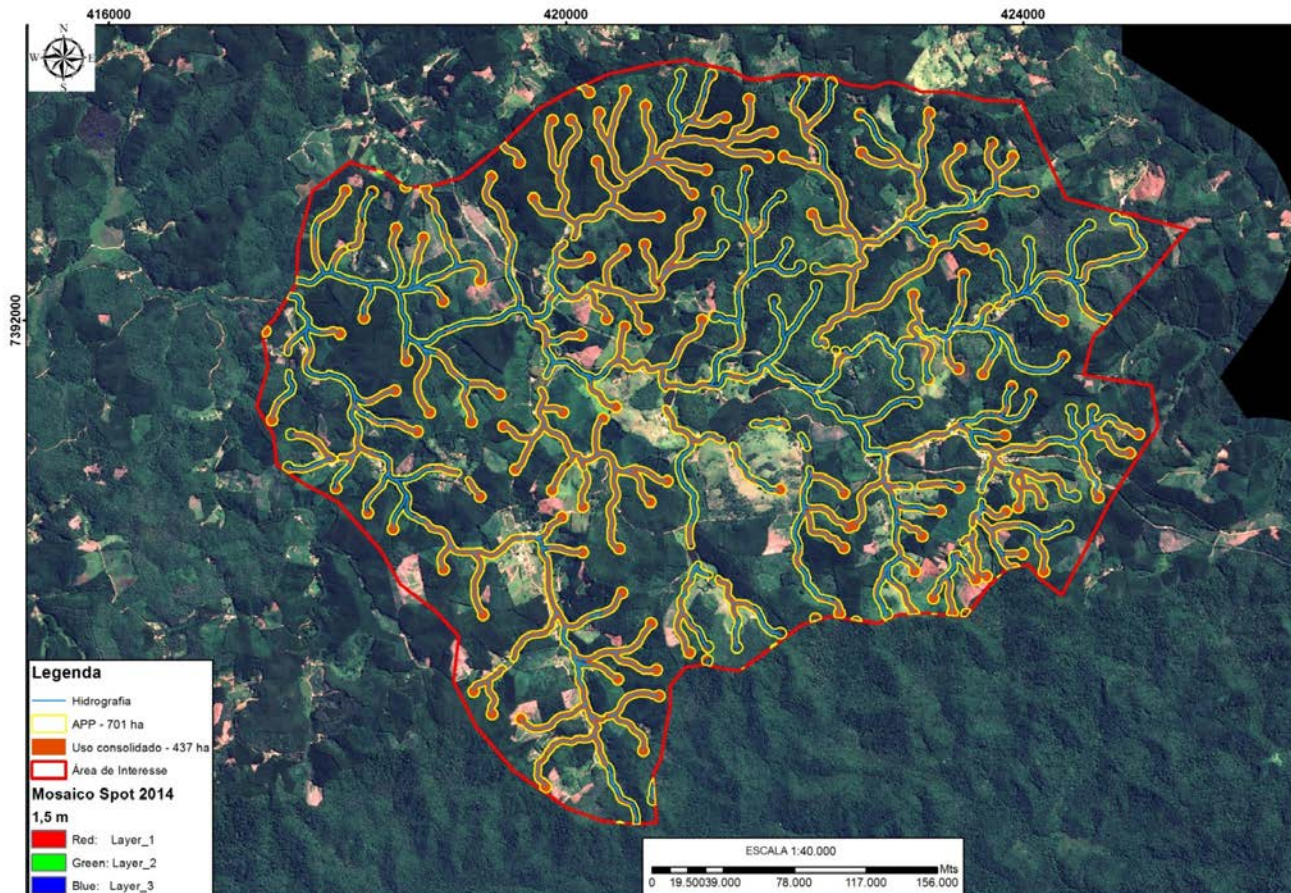 416000 420000 424000
N
W E
S
7392000
Legenda
Hidrografia
APP - 701 ha
Uso consolidado - 437 ha
Área de Interesse
Mosaico Spot 2014
1,5 m
Red: Layer_1
Green: Layer_2
Blue: Layer_3
ESCALA 1:40.000
Mts
0 19.50039.000 78.000 117.000 156.000